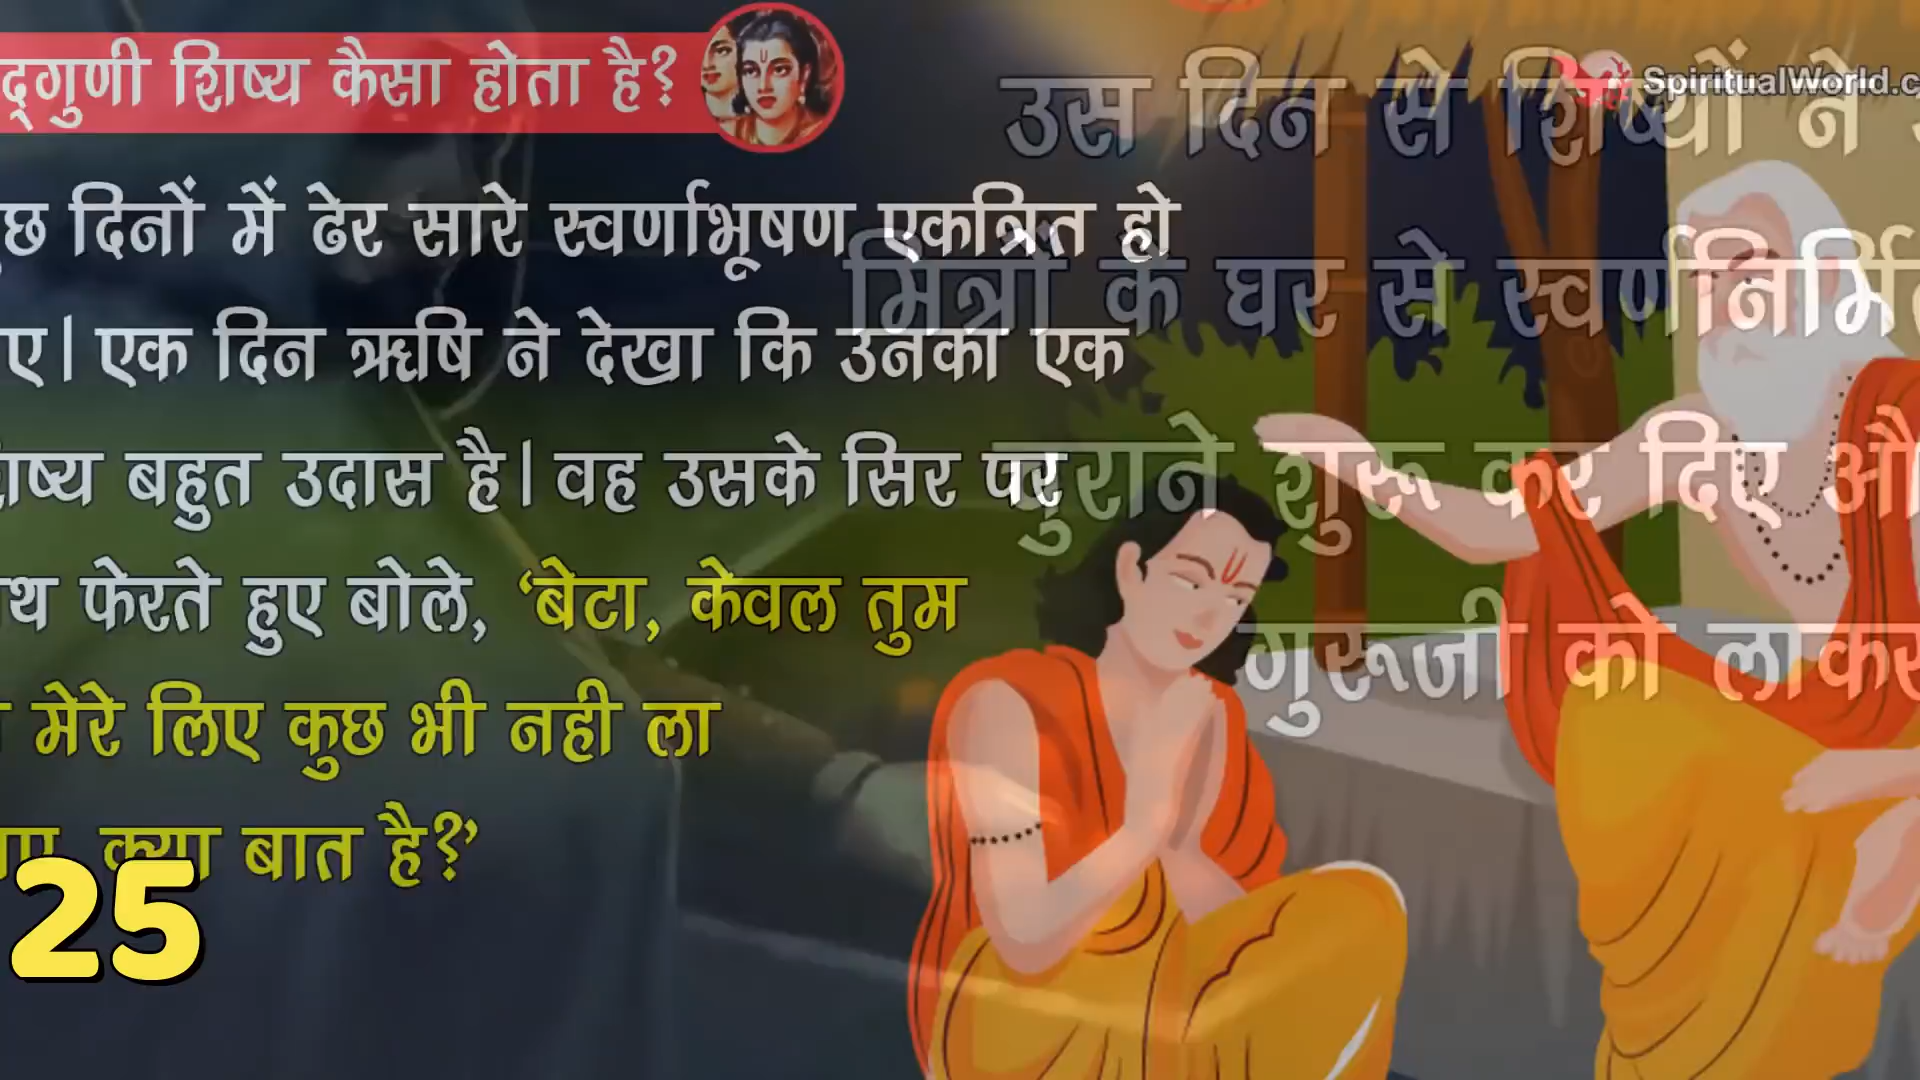 द्गुणी शिष्य कैसा होता है?
SpiritualWorld.c
छ दिनों में ढेर सारे स्वर्णाभूषण एकत्रित हो
ए। एक दिन ऋषि ने देखा कि उनका एक
ष्य बहुत उदास है। वह उसके सिर पर
थ फेरते हुए बोले, ‘बेटा, केवल तुम
मेरे लिए कुछ भी नही ला
क्या बात है?’
उस दिन से शिष्यों ने
मित्रों के घर से स्वर्णनिर्मि
चुराने शुरू कर दिए औ
गुरूजी को लाकर
25